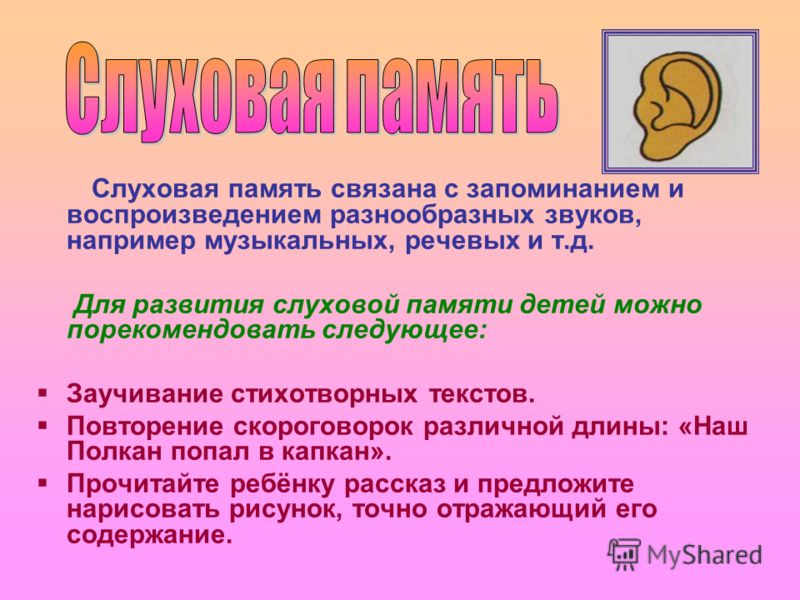 Слуховая память
Слуховая память связана с запоминанием и
воспроизведением разнообразных звуков,
например музыкальных, речевых и т.д.
Для развития слуховой памяти детей можно
порекомендовать следующее:
▪ Заучивание стихотворных текстов.
▪ Повторение скороговорок различной длины: «Наш
Полкан попал в капкан».
▪ Прочитайте ребёнку рассказ и предложите
нарисовать рисунок, точно отражающий его
содержание.
MyShared